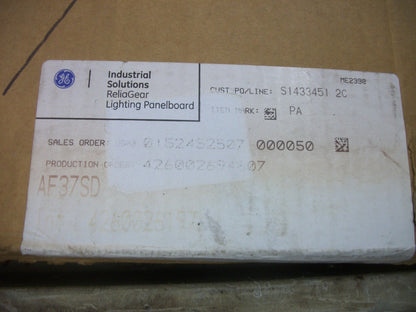 ME2398
GE Industrial Solutions
ReliaGear
Lighting Panelboard
CUST PO/LINE: S1433451 2C
ITEM MARK: PA
SALES ORDER: 0152452507 000050
PRODUCTION ORDER:
AF37SD